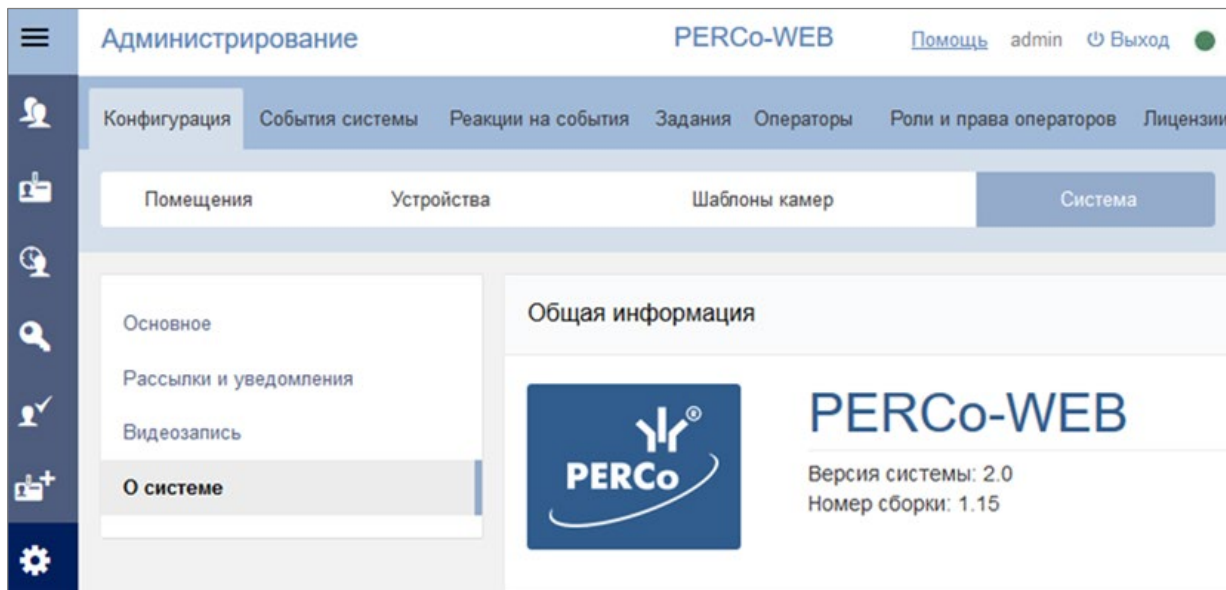 Администрирование PERCo-WEB Помощь admin Выход
Конфигурация События системы Реакции на события Задания Операторы Роли и права операторов Лицензии
Помещения Устройства Шаблоны камер Система
Основное
Рассылки и уведомления
Видеозапись
О системе
Общая информация
PERCo ®
PERCo-WEB
Версия системы: 2.0
Номер сборки: 1.15